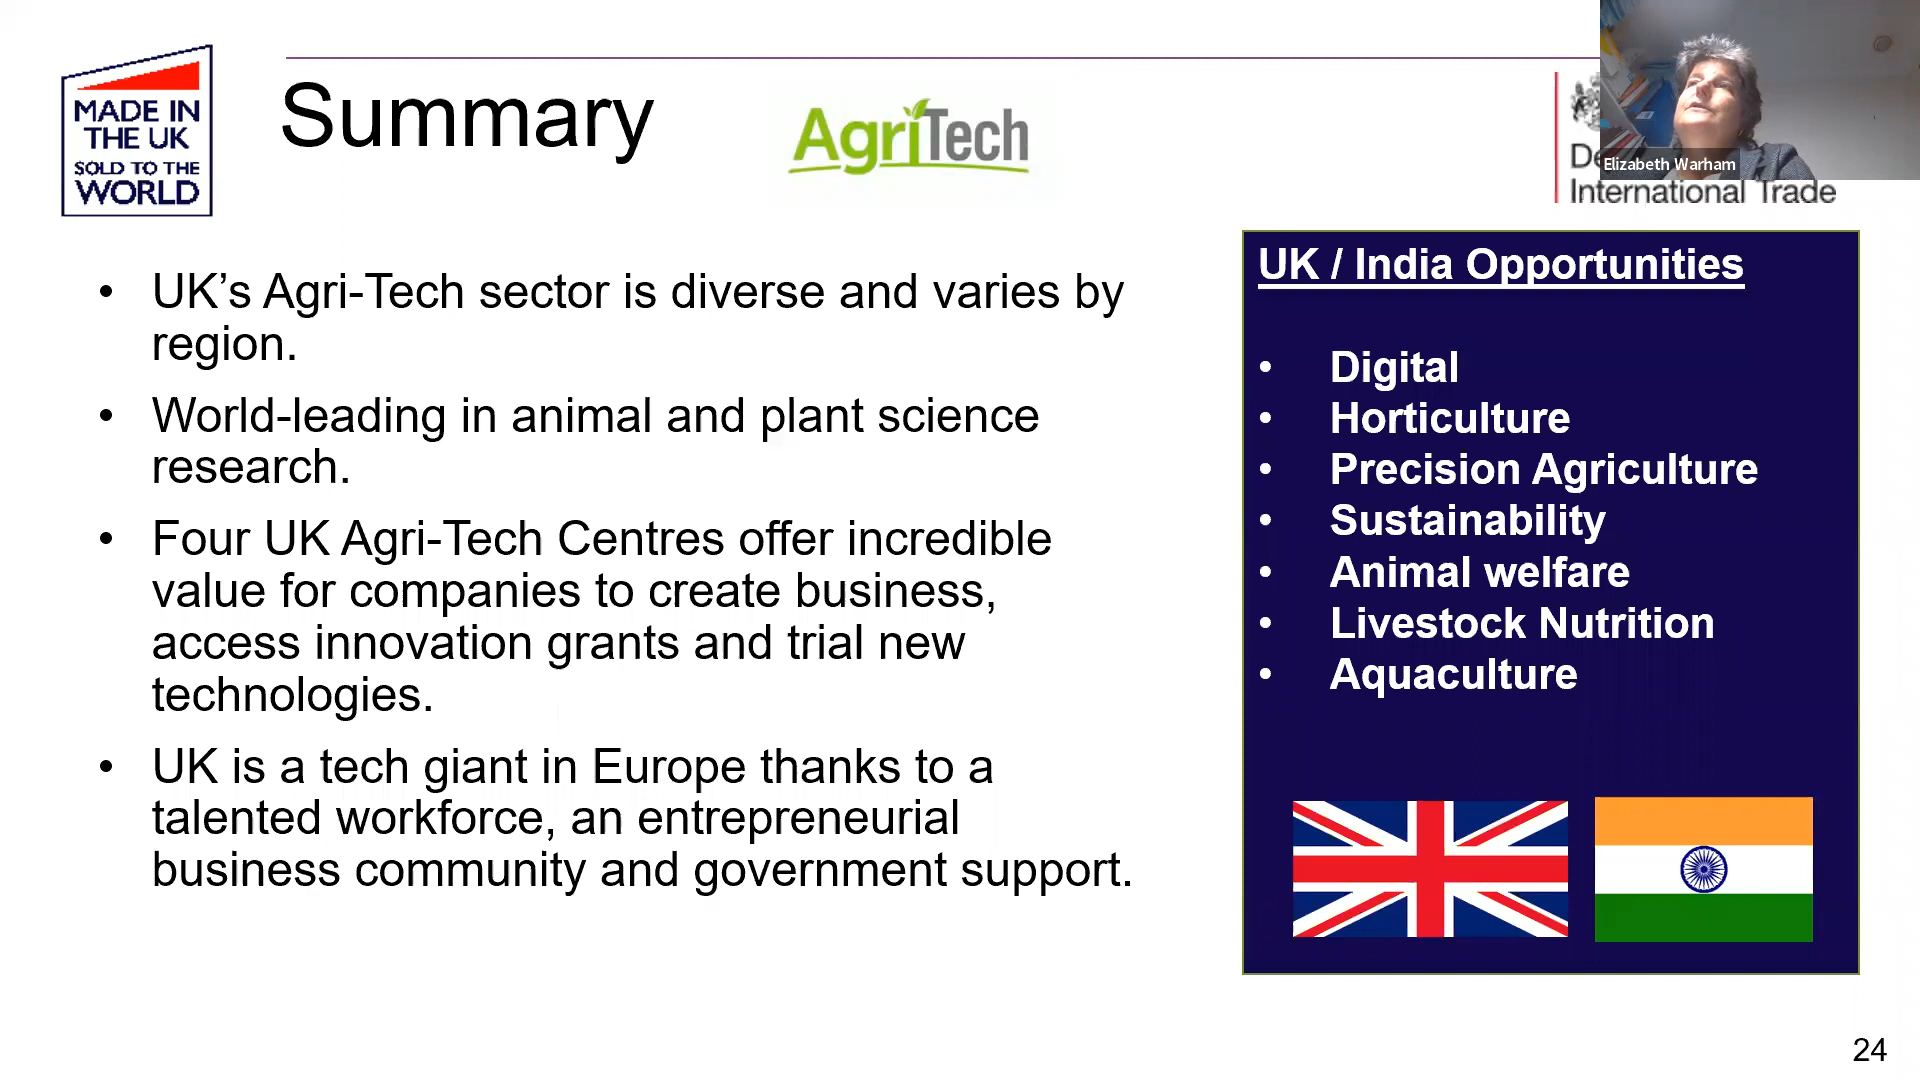 MADE IN
THE UK
SOLD TO THE
WORLD
Summary
AgriTech
Elizabeth Warham
International Trade
• UK’s Agri-Tech sector is diverse and varies by
region.
• World-leading in animal and plant science
research.
• Four UK Agri-Tech Centres offer incredible
value for companies to create business,
access innovation grants and trial new
technologies.
• UK is a tech giant in Europe thanks to a
talented workforce, an entrepreneurial
business community and government support.
UK / India Opportunities
• Digital
• Horticulture
• Precision Agriculture
• Sustainability
• Animal welfare
• Livestock Nutrition
• Aquaculture
24